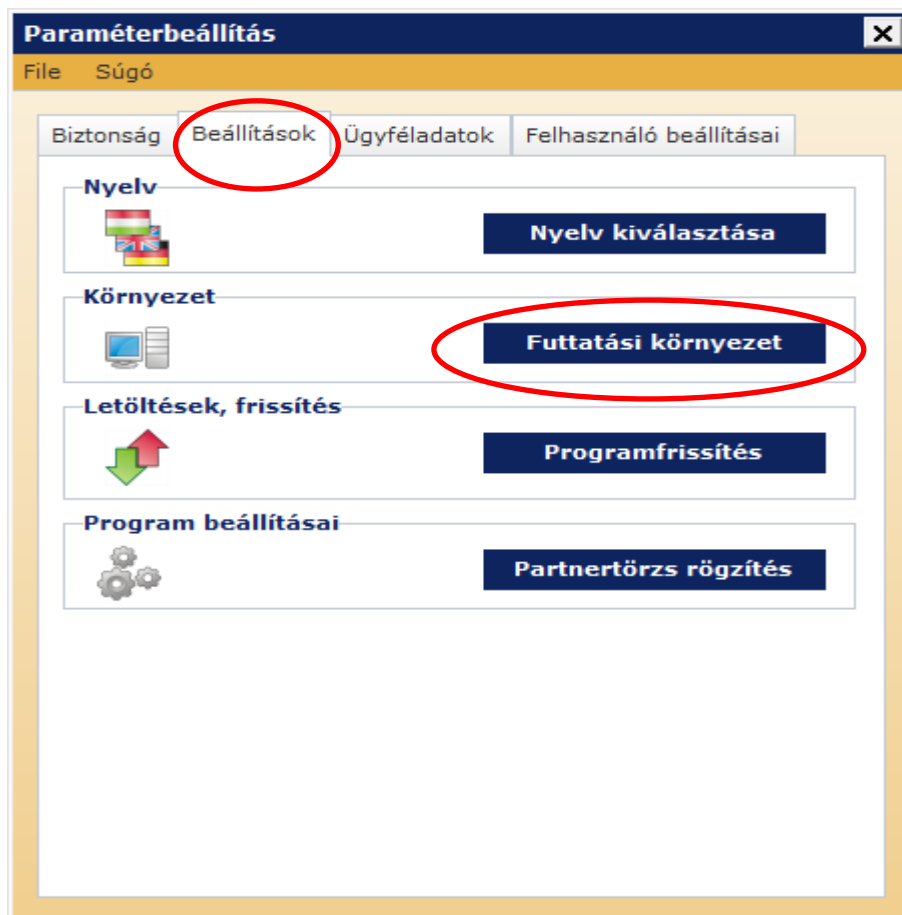 Paraméterbeállítás
File Súgó
Biztonság Beállítások Ügyféladatok Felhasználó beállításai
Nyelv
Nyelv kiválasztása
Környezet
Futtatási környezet
Letöltések, frissítés
Programfrissítés
Program beállításai
Partnertörzs rögzítés